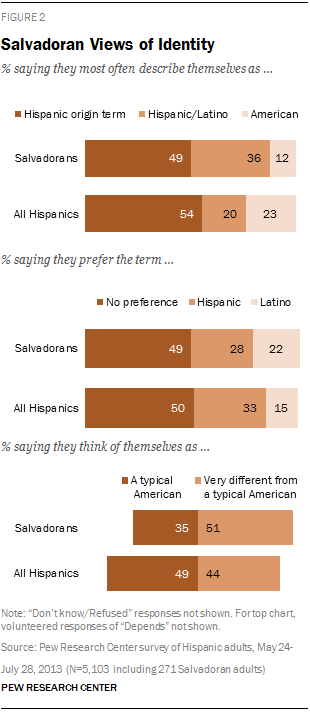 FIGURE 2
Salvadoran Views of Identity
% saying they most often describe themselves as ...
Hispanic origin term Hispanic/Latino American
Salvadorans 49 36 12
All Hispanics 54 20 23
% saying they prefer the term ...
No preference Hispanic Latino
Salvadorans 49 28 22
All Hispanics 50 33 15
% saying they think of themselves as ...
A typical American Very different from a typical American
Salvadorans 35 51
All Hispanics 49 44
Note: “Don’t know/Refused” responses not shown. For top chart,
volunteered responses of “Depends” not shown.
Source: Pew Research Center survey of Hispanic adults, May 24-
July 28, 2013 (N=5,103 including 271 Salvadoran adults)
PEW RESEARCH CENTER